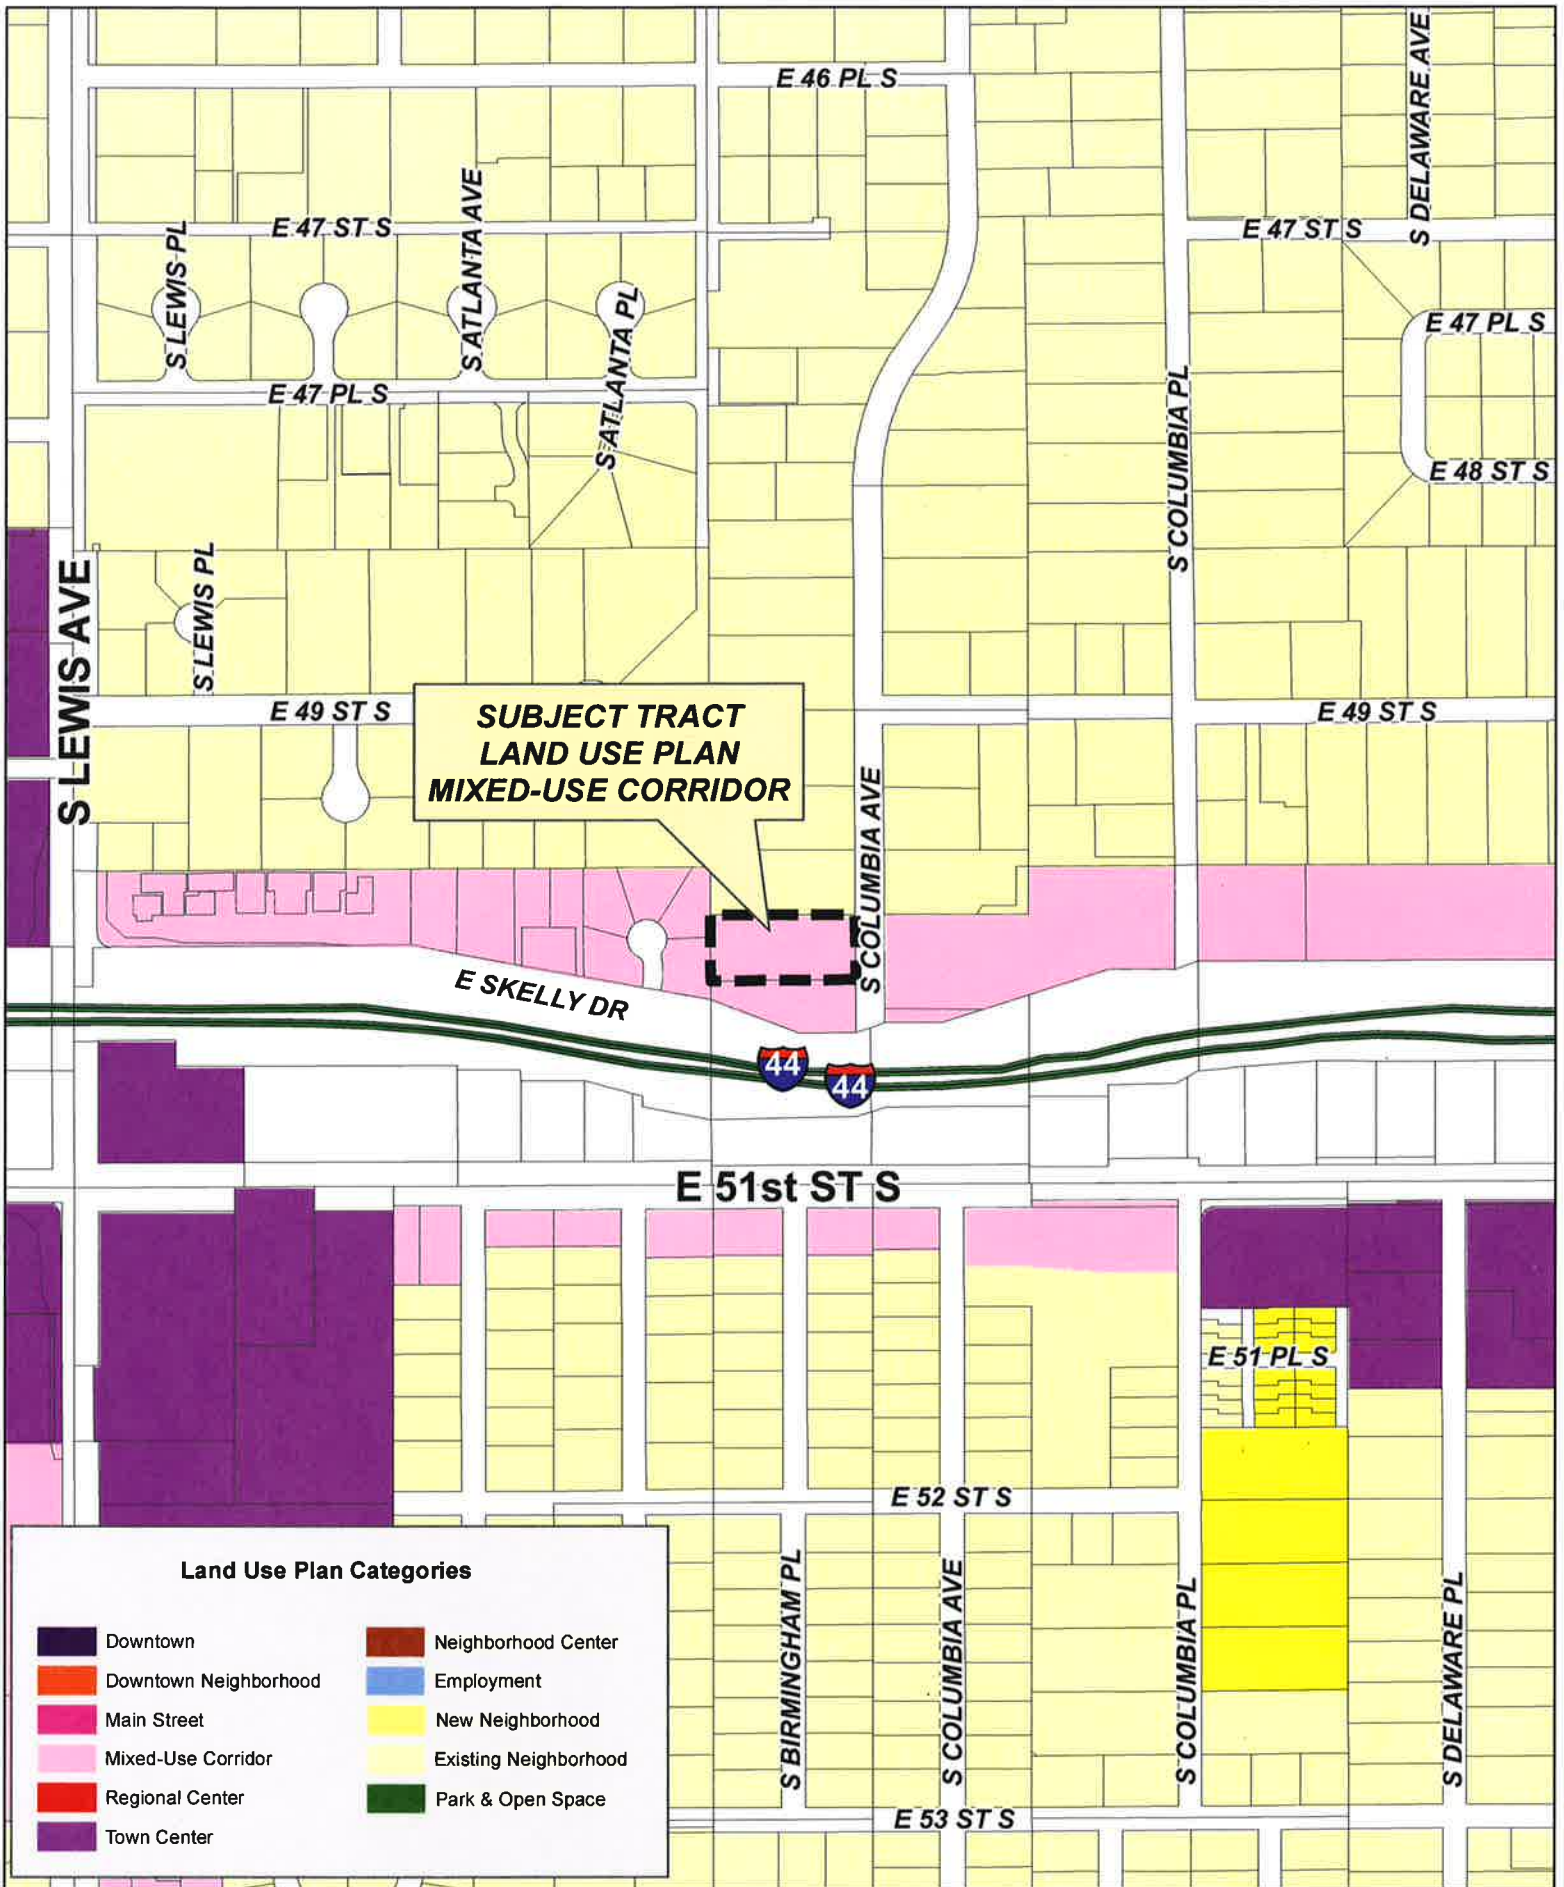 E 46 PL S
S DELAWARE AVE
E 47 ST S
S ATLANTA AVE
S LEWIS PL
E 47 ST S
S ATLANTA PL
E 47 PL S
E 47 PL S
S COLUMBIA PL
E 48 ST S
S LEWIS AVE
S LEWIS PL
E 49 ST S
E 49 ST S
SUBJECT TRACT
LAND USE PLAN
MIXED-USE CORRIDOR
S COLUMBIA AVE
E SKELLY DR
44
44
E 51st ST S
E 51 PL S
E 52 ST S
S BIRMINGHAM PL
S COLUMBIA AVE
S COLUMBIA PL
S DELAWARE PL
E 53 ST S
Land Use Plan Categories
Downtown
Downtown Neighborhood
Main Street
Mixed-Use Corridor
Regional Center
Town Center
Neighborhood Center
Employment
New Neighborhood
Existing Neighborhood
Park & Open Space